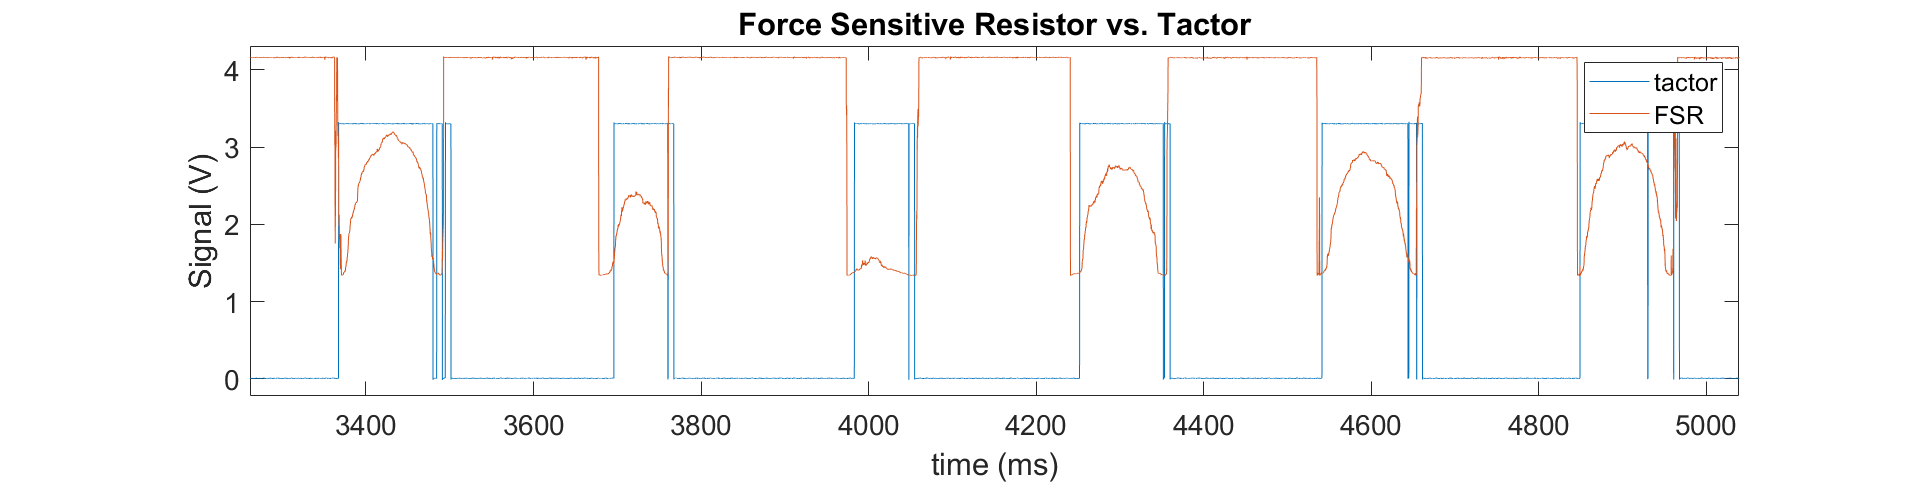 Force Sensitive Resistor vs. Tactor
4
3
2
1
0
Signal (V)
tactor
FSR
3400 3600 3800 4000 4200 4400 4600 4800 5000
time (ms)